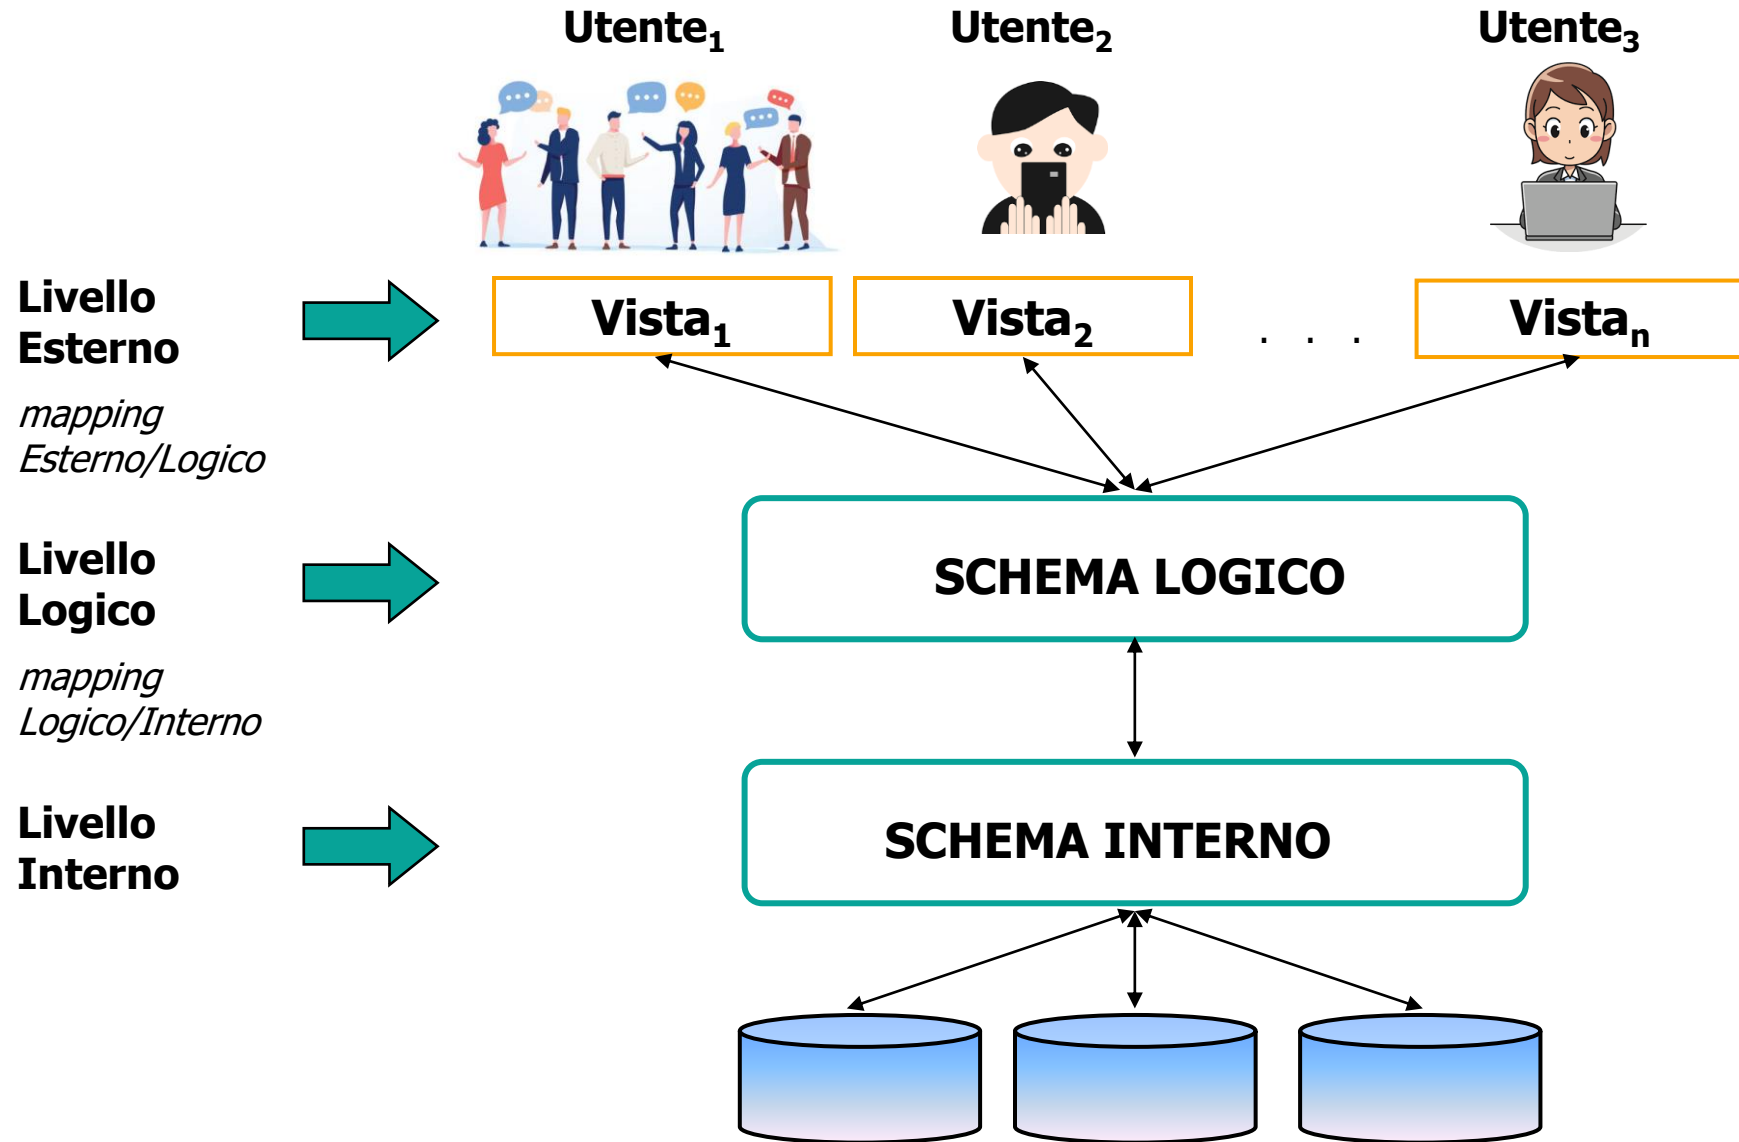 Utente1
Utente2
Utente3
Livello
Esterno
Vista1
Vista2
. . .
Vistan
mapping
Esterno/Logico
Livello
Logico
SCHEMA LOGICO
mapping
Logico/Interno
Livello
Interno
SCHEMA INTERNO